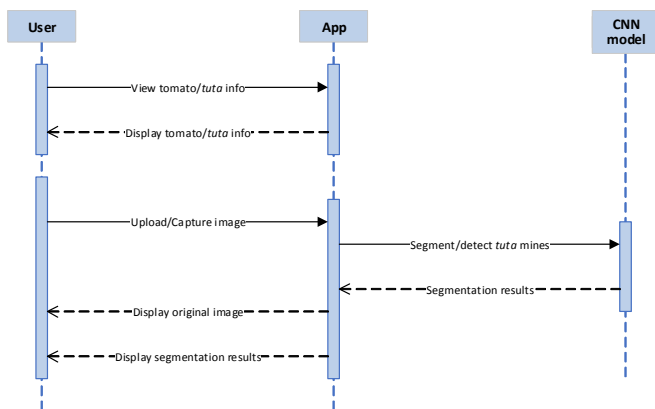 User
App
CNN
model
View tomato/tuta info
Display tomato/tuta info
Upload/Capture image
Segment/detect tuta mines
Segmentation results
Display original image
Display segmentation results